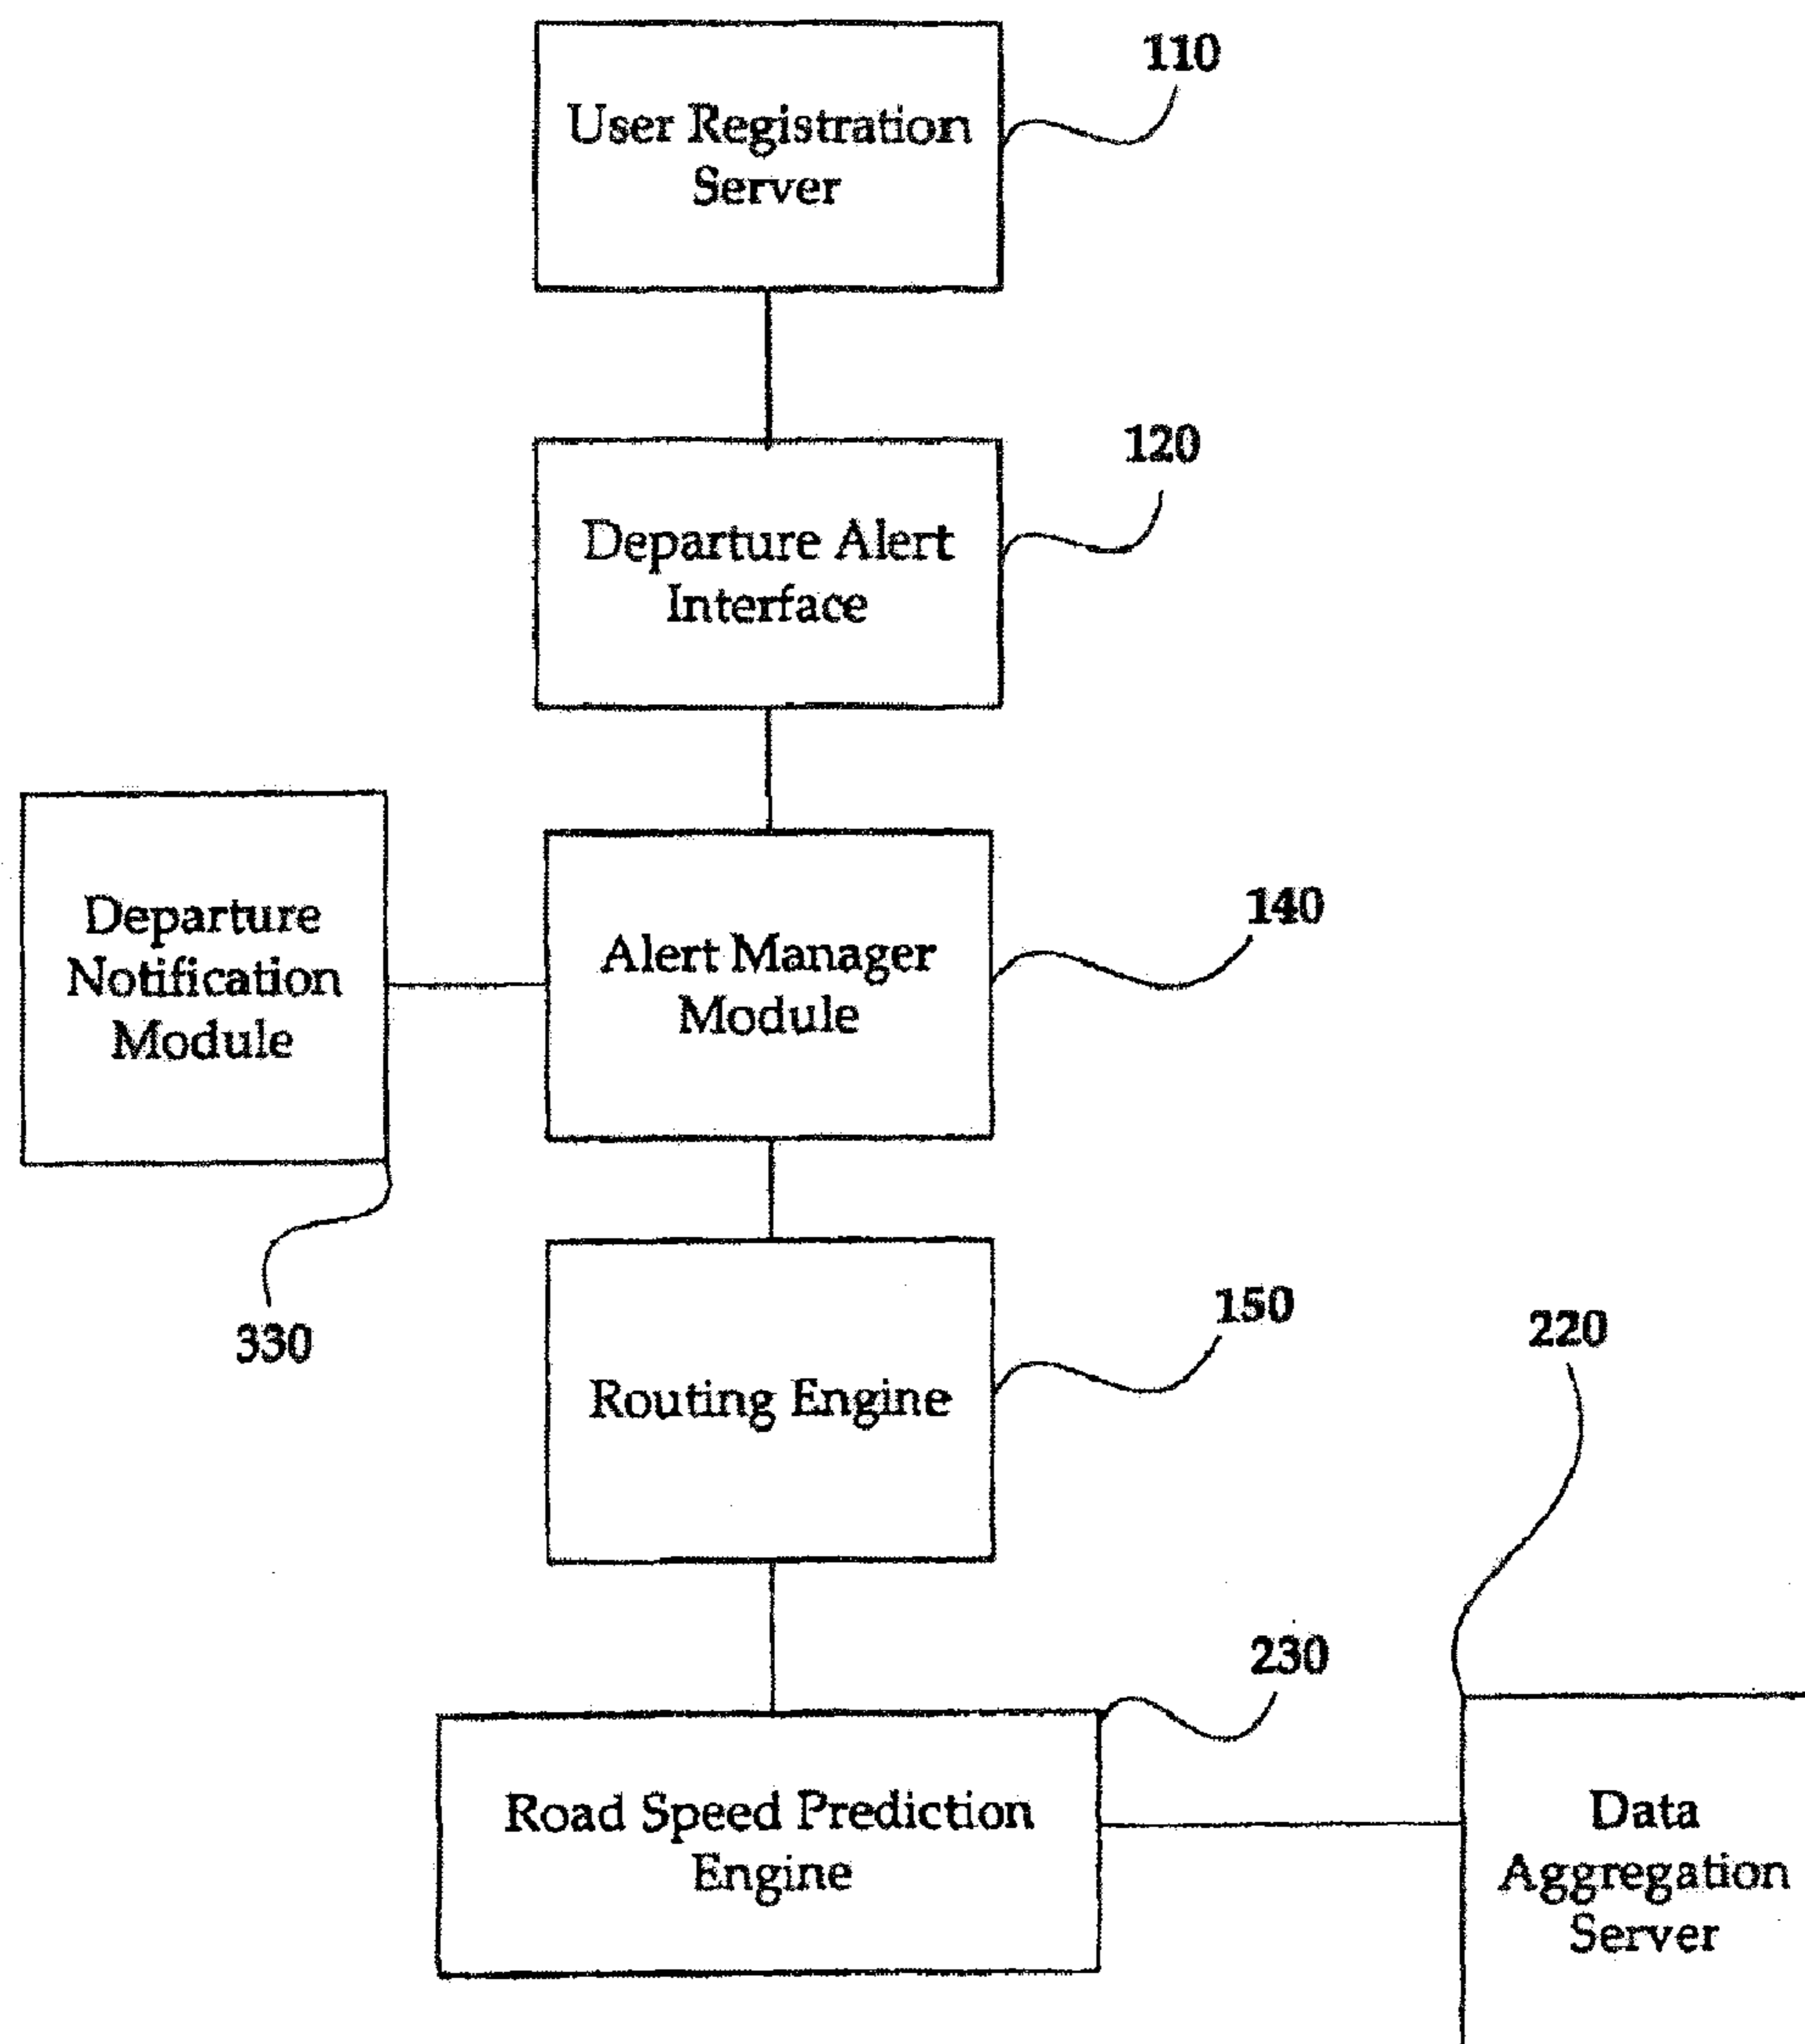 110
User Registration
Server
120
Departure Alert
Interface
Departure
Notification
Module
140
Alert Manager
Module
330
150
Routing Engine
220
230
Road Speed Prediction
Engine
Data
Aggregation
Server